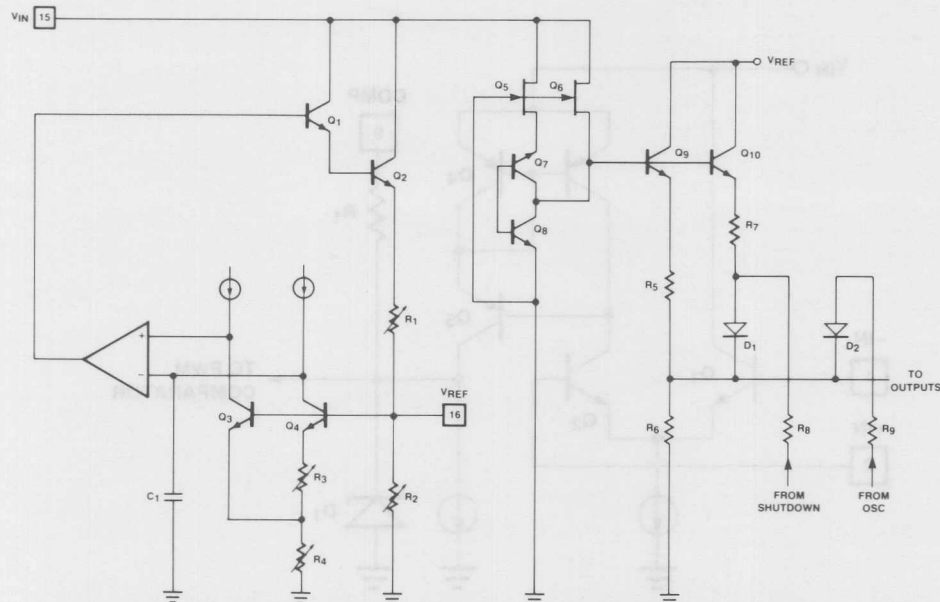 VIN 15
VREF
Q5 Q6
Q1
Q9 Q10
Q7
Q2
Q8
R7
R5
R1
+
D1 D2
−
VREF
TO
OUTPUTS
16
Q3 Q4
R6 R8 R9
R3
R2
C1
FROM
SHUTDOWN
FROM
OSC
R4